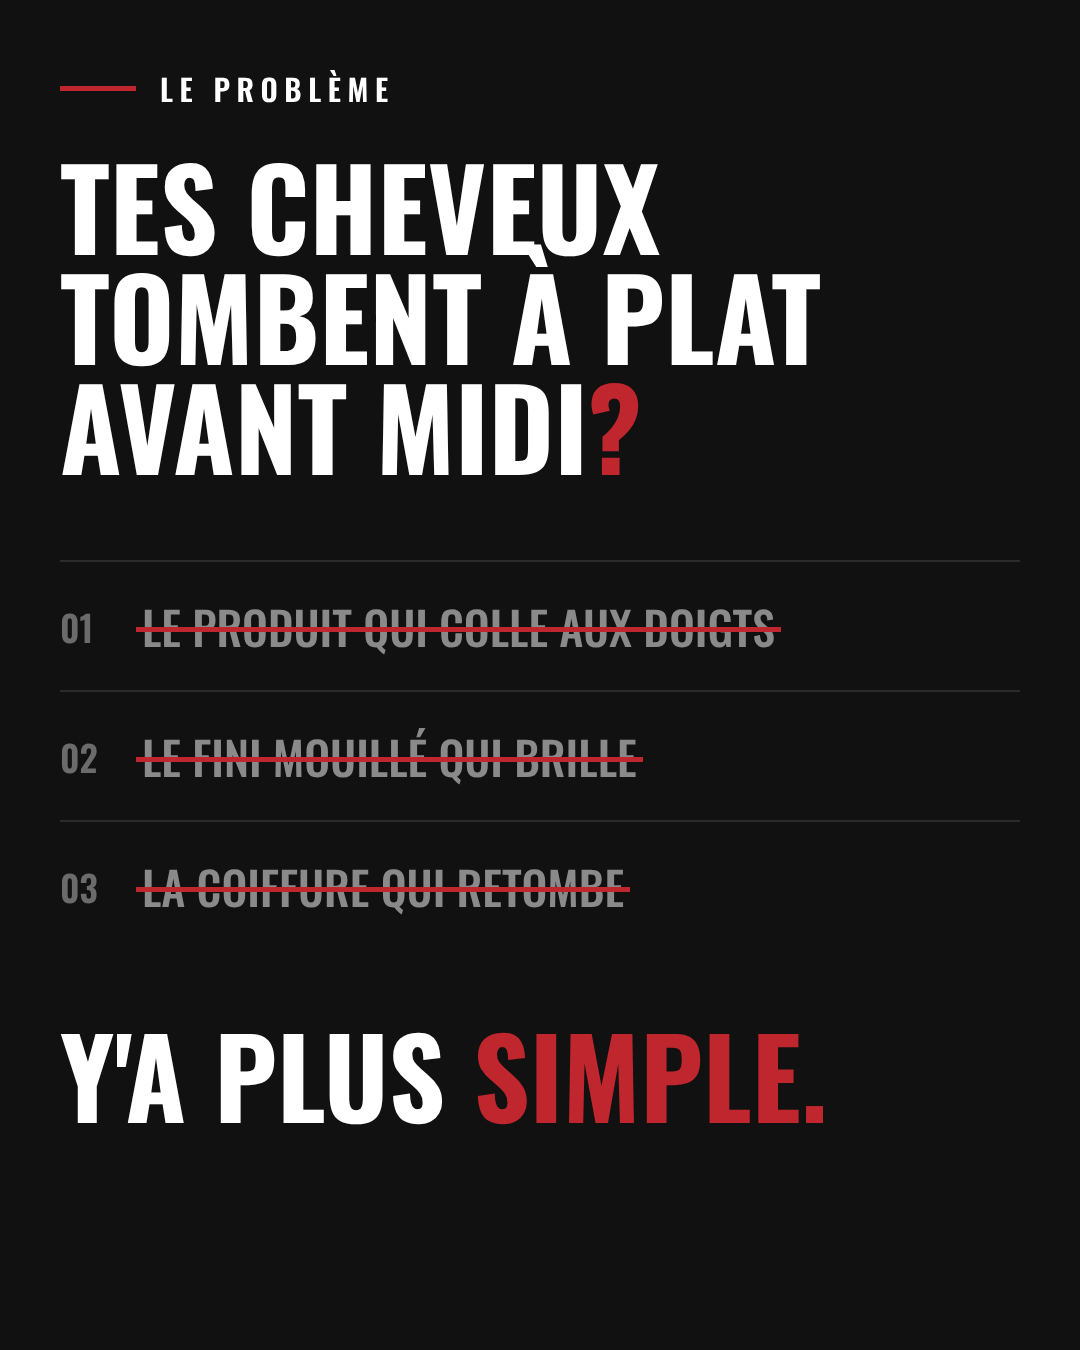 LE PROBLÈME
TES CHEVEUX
TOMBENT À PLAT
AVANT MIDI?
01 LE PRODUIT QUI COLLE AUX DOIGTS
02 LE FINI MOUILLÉ QUI BRILLE
03 LA COIFFURE QUI RETOMBE
Y'A PLUS SIMPLE.